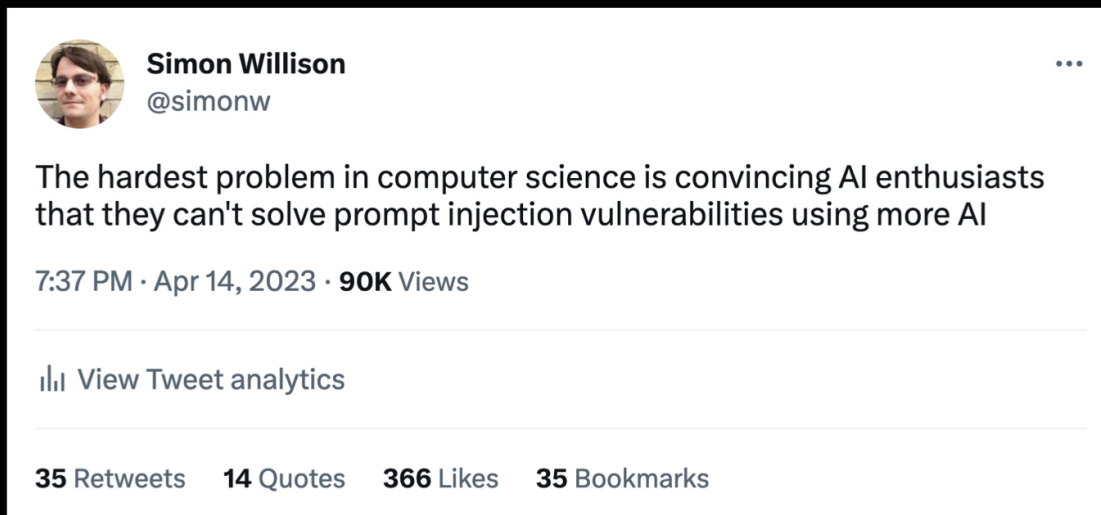 Simon Willison
@simonw
The hardest problem in computer science is convincing AI enthusiasts
that they can't solve prompt injection vulnerabilities using more AI
7:37 PM · Apr 14, 2023 · 90K Views
View Tweet analytics
35 Retweets 14 Quotes 366 Likes 35 Bookmarks